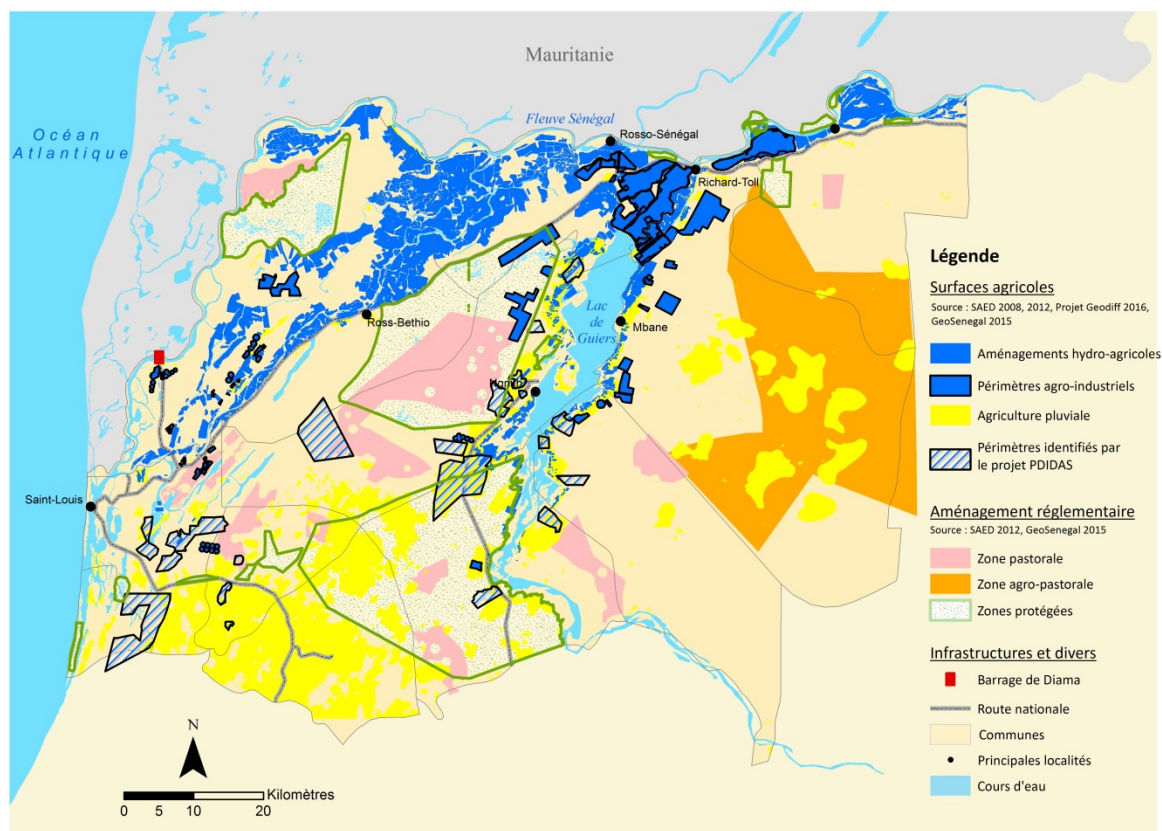 Mauritanie
Océan
Atlantique
Fleuve Sénégal
Rosso-Sénégal
Richard-Toll
Ross-Bethio
Lac
de
Guiers
Mbane
Saint-Louis
N
Kilomètres
0 5 10 20
Légende
Surfaces agricoles
Source : SAED 2008, 2012, Projet Geodiff 2016,
GeoSenegal 2015
Aménagements hydro-agricoles
Périmètres agro-industriels
Agriculture pluviale
Périmètres identifiés par
le projet PDIDAS
Aménagement réglementaire
Source : SAED 2012, GeoSenegal 2015
Zone pastorale
Zone agro-pastorale
Zones protégées
Infrastructures et divers
Barrage de Diama
Route nationale
Communes
Principales localités
Cours d'eau